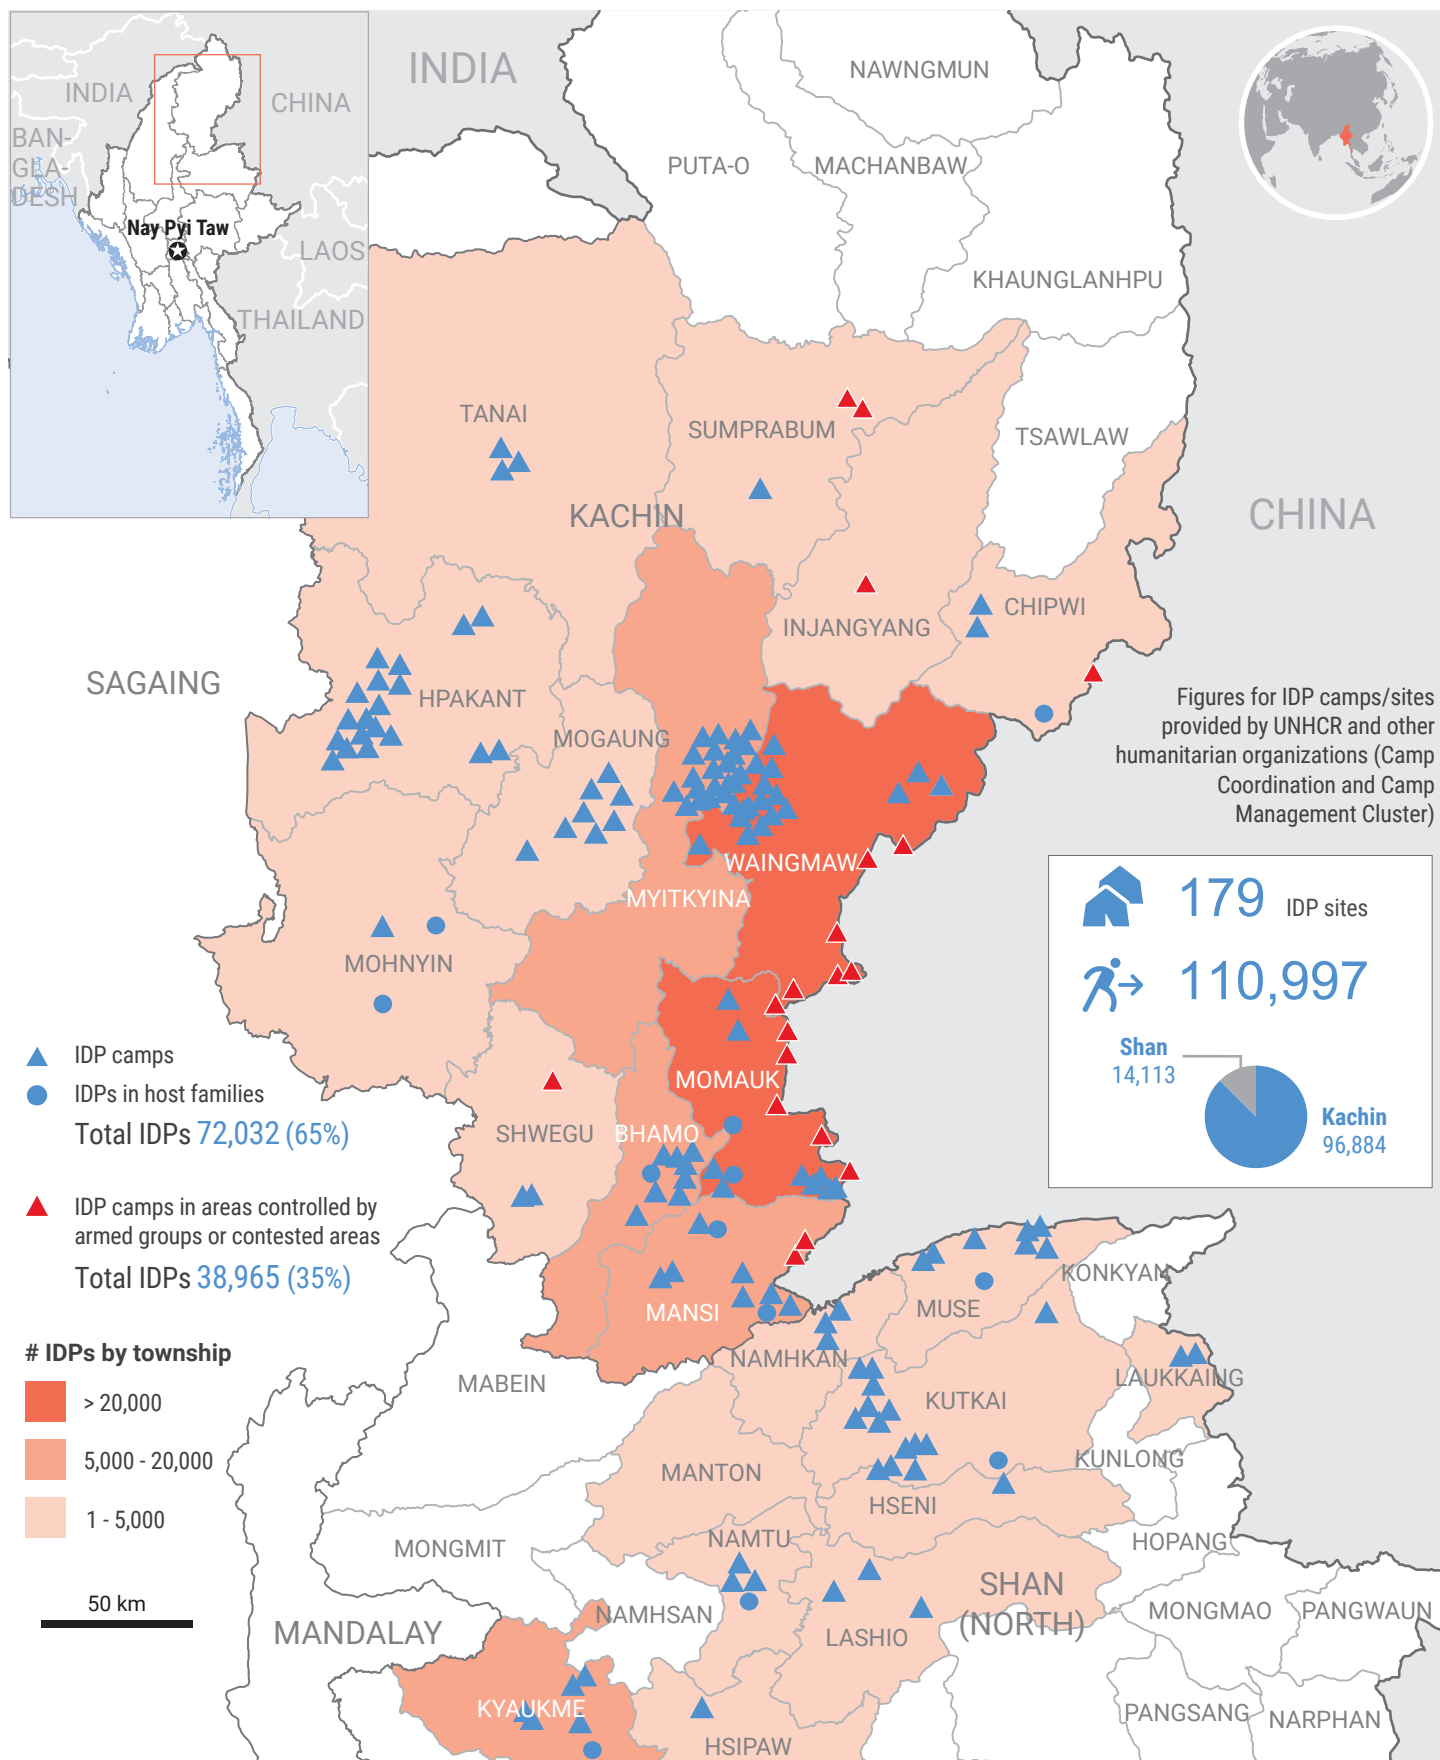 INDIA
CHINA
BAN-
GLA-
DESH
Nay Pyi Taw
LAOS
THAILAND
INDIA
NAWNGMUN
PUTA-O
MACHANBAW
KHAUNGLANHPU
TANAI
SUMPRABUM
TSAWLAW
KACHIN
CHINA
CHIPWI
INJANGYANG
SAGAING
HPAKANT
MOGAUNG
Figures for IDP camps/sites
provided by UNHCR and other
humanitarian organizations (Camp
Coordination and Camp
Management Cluster)
WAINGMAW
MYITKYINA
MOHNYIN
179 IDP sites
110,997
Shan
14,113
Kachin
96,884
IDP camps
IDPs in host families
Total IDPs 72,032 (65%)
MOMAUK
SHWEGU
BHAMO
IDP camps in areas controlled by
armed groups or contested areas
Total IDPs 38,965 (35%)
KONKYAN
MUSE
MANSI
# IDPs by township
> 20,000
5,000 - 20,000
1 - 5,000
NAMHKAN
MABEIN
LAUKKAING
KUTKAI
KUNLONG
MANTON
HSENI
NAMTU
HOPANG
MONGMIT
SHAN
(NORTH)
50 km
NAMHSAN
MONGMAO
PANGWAUN
MANDALAY
LASHIO
KYAUKME
PANGSANG
NARPHAN
HSIPAW